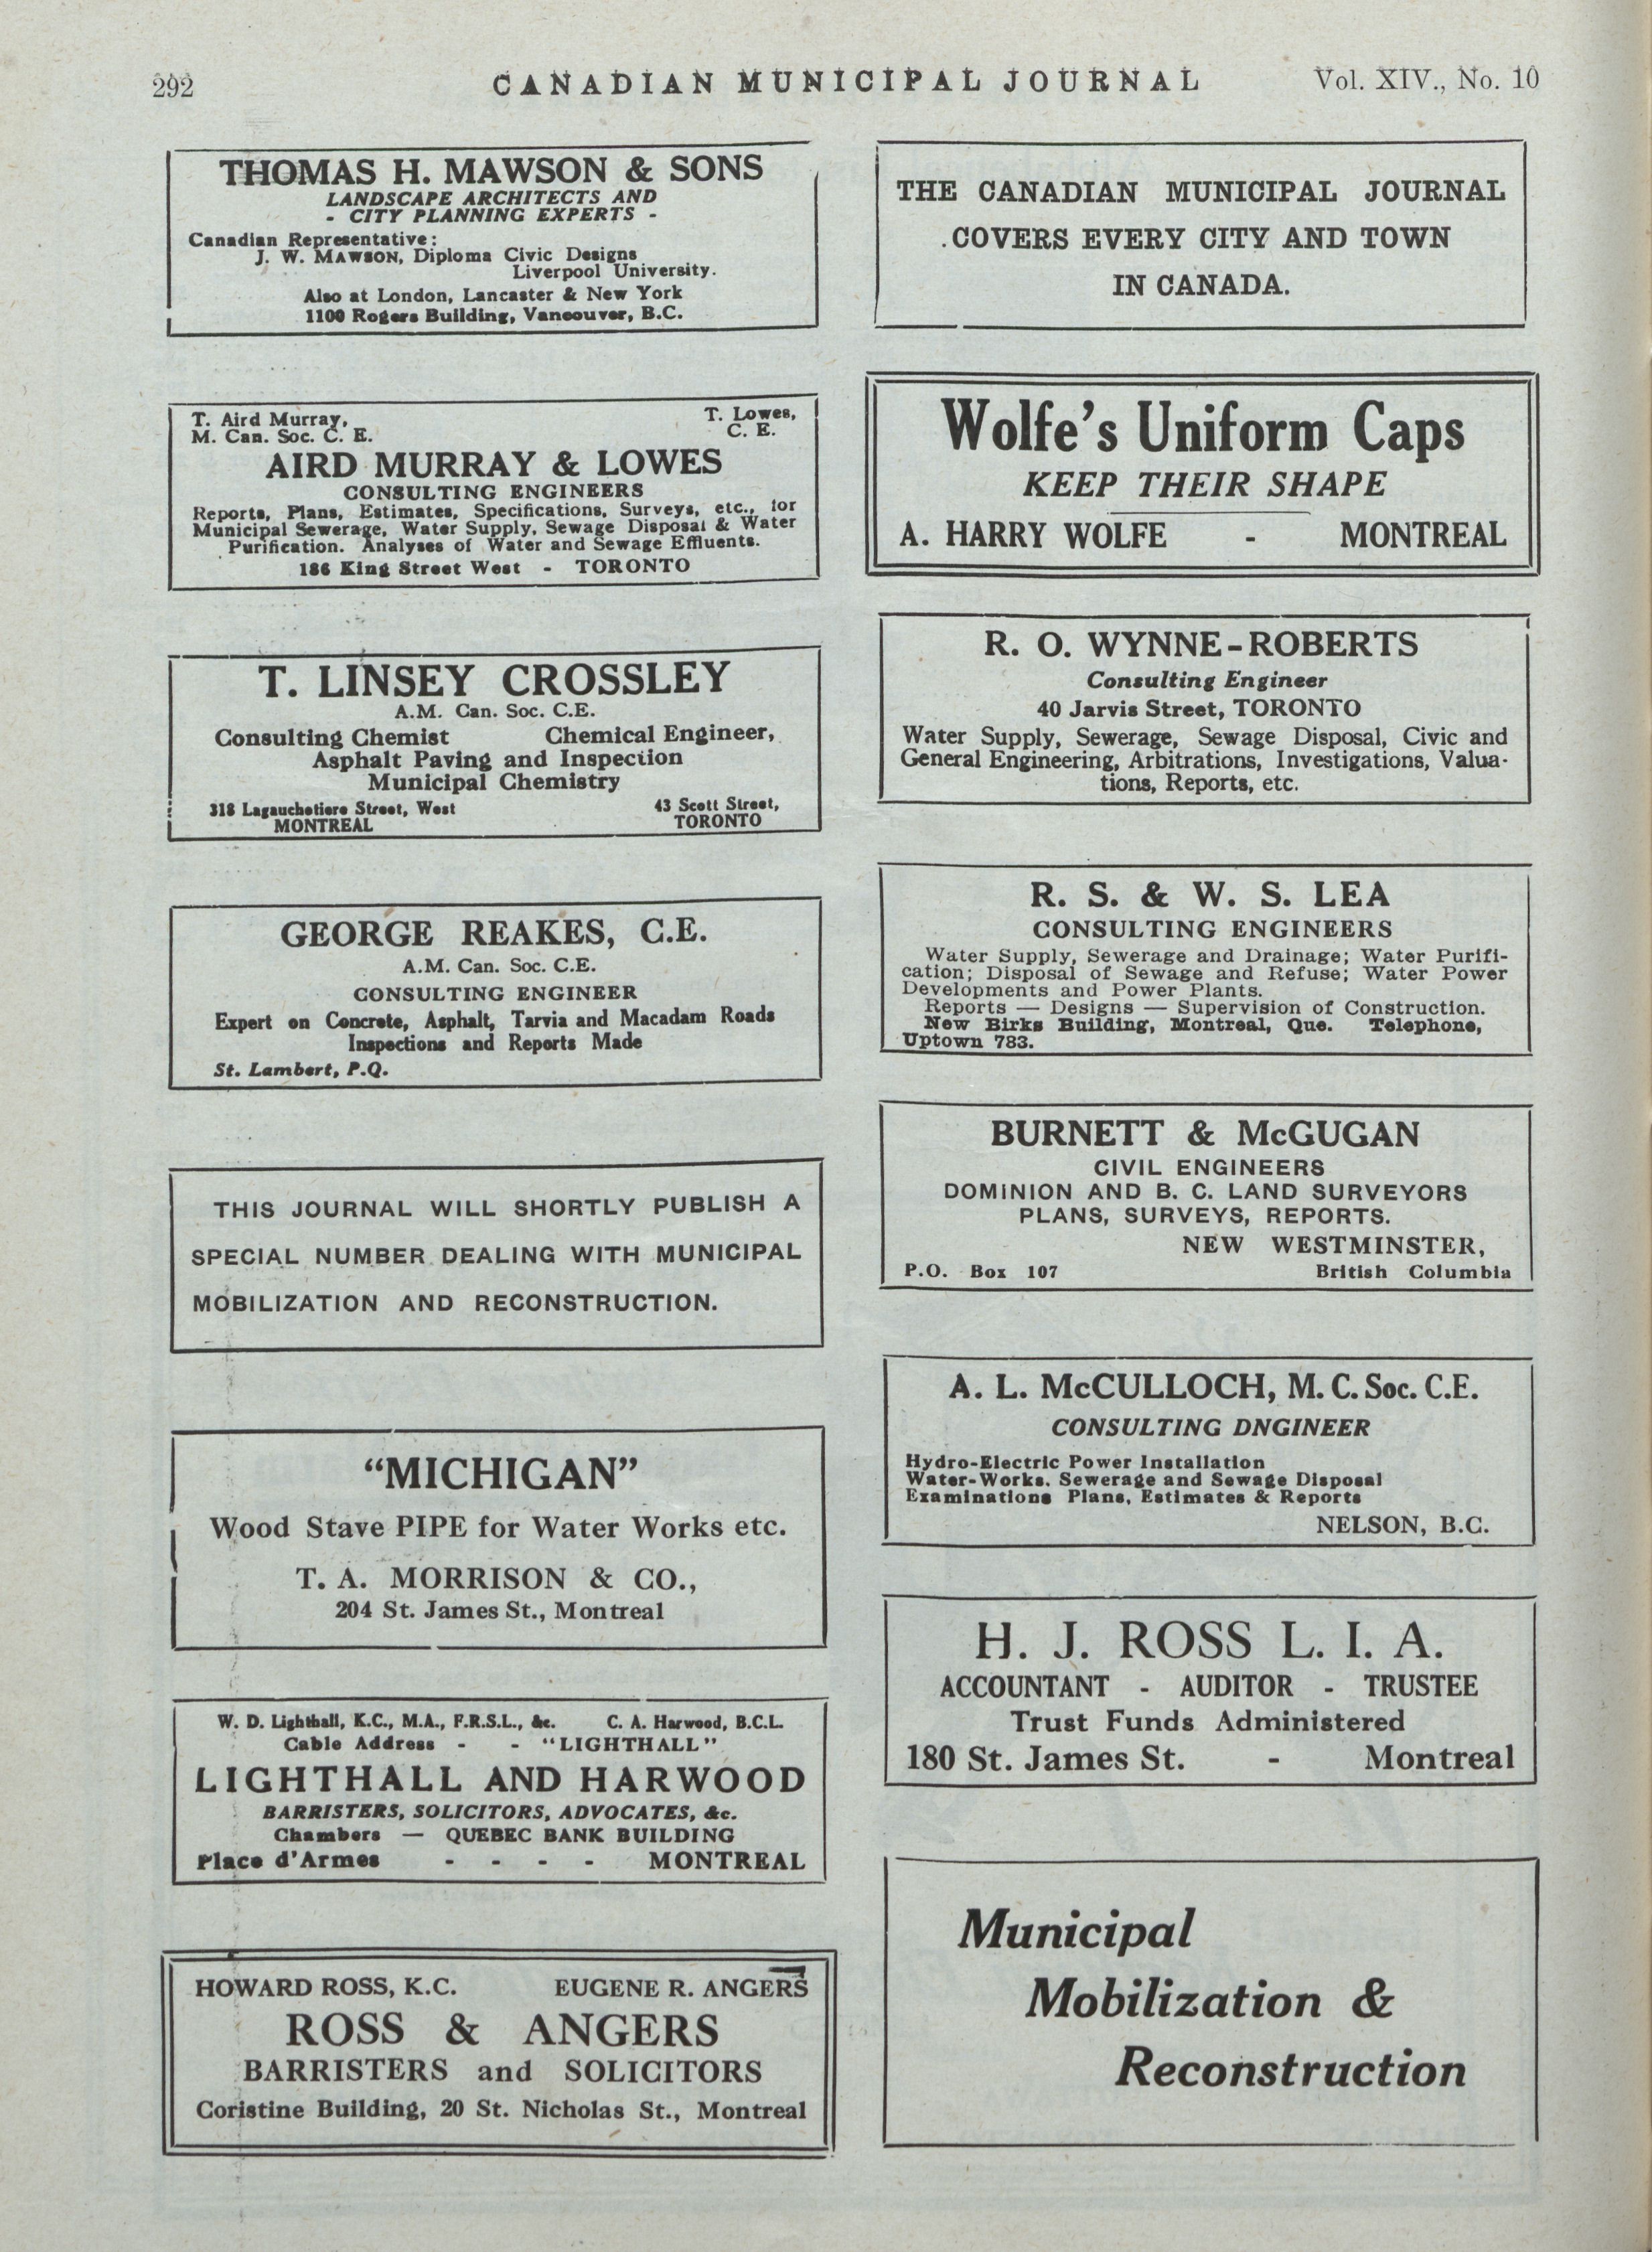 292
CANADIAN MUNICIPAL JOURNAL
Vol. XIV., No. 10
THOMAS H. MAWSON & SONS
LANDSCAPE ARCHITECTS AND
- CITY PLANNING EXPERTS -
Canadian Representative:
J. W. MAWSON, Diploma Civic Designs
Liverpool University.
Also at London, Lancaster & New York
1100 Rogers Building, Vancouver, B.C.
T. Aird Murray, T. Lowes,
M. Can. Soc. C. E. C. E.
AIRD MURRAY & LOWES
CONSULTING ENGINEERS
Reports, Plans, Estimates, Specifications, Surveys, etc., for
Municipal Sewerage, Water Supply, Sewage Disposal & Water
Purification. Analyses of Water and Sewage Effluents.
186 King Street West - TORONTO
T. LINSEY CROSSLEY
A.M. Can. Soc. C.E.
Consulting Chemist Chemical Engineer,
Asphalt Paving and Inspection
Municipal Chemistry
318 Lagauchetiere Street, West 43 Scott Street,
MONTREAL TORONTO
GEORGE REAKES, C.E.
A.M. Can. Soc. C.E.
CONSULTING ENGINEER
Expert on Concrete, Asphalt, Tarvia and Macadam Roads
Inspections and Reports Made
St. Lambert, P.Q.
THIS JOURNAL WILL SHORTLY PUBLISH A
SPECIAL NUMBER DEALING WITH MUNICIPAL
MOBILIZATION AND RECONSTRUCTION.
"MICHIGAN"
Wood Stave PIPE for Water Works etc.
T. A. MORRISON & CO.,
204 St. James St., Montreal
W. D. Lighthall, K.C., M.A., F.R.S.L., &c. C. A. Harwood, B.C.L.
Cable Address - - "LIGHTHALL"
LIGHTHALL AND HARWOOD
BARRISTERS, SOLICITORS, ADVOCATES, &c.
Chambers — QUEBEC BANK BUILDING
Place d'Armes - - - - MONTREAL
HOWARD ROSS, K.C. EUGENE R. ANGERS
ROSS & ANGERS
BARRISTERS and SOLICITORS
Coristine Building, 20 St. Nicholas St., Montreal
THE CANADIAN MUNICIPAL JOURNAL
COVERS EVERY CITY AND TOWN
IN CANADA.
Wolfe's Uniform Caps
KEEP THEIR SHAPE
A. HARRY WOLFE - MONTREAL
R. O. WYNNE-ROBERTS
Consulting Engineer
40 Jarvis Street, TORONTO
Water Supply, Sewerage, Sewage Disposal, Civic and
General Engineering, Arbitrations, Investigations, Valua-
tions, Reports, etc.
R. S. & W. S. LEA
CONSULTING ENGINEERS
Water Supply, Sewerage and Drainage; Water Purifi-
cation; Disposal of Sewage and Refuse; Water Power
Developments and Power Plants.
Reports — Designs — Supervision of Construction.
New Birks Building, Montreal, Que. Telephone,
Uptown 783.
BURNETT & McGUGAN
CIVIL ENGINEERS
DOMINION AND B. C. LAND SURVEYORS
PLANS, SURVEYS, REPORTS.
NEW WESTMINSTER,
P.O. Box 107 British Columbia
A. L. McCULLOCH, M. C. Soc. C.E.
CONSULTING DNGINEER
Hydro-Electric Power Installation
Water-Works. Sewerage and Sewage Disposal
Examinations Plans, Estimates & Reports
NELSON, B.C.
H. J. ROSS L. I. A.
ACCOUNTANT - AUDITOR - TRUSTEE
Trust Funds Administered
180 St. James St. - Montreal
Municipal
Mobilization &
Reconstruction